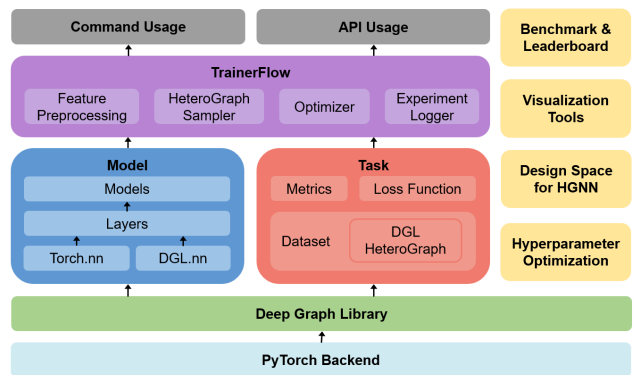 Command Usage
API Usage
Benchmark &
Leaderboard
TrainerFlow
Feature
Preprocessing
HeteroGraph
Sampler
Optimizer
Experiment
Logger
Visualization
Tools
Model
Models
Layers
Torch.nn
DGL.nn
Task
Metrics
Loss Function
Dataset
DGL
HeteroGraph
Design Space
for HGNN
Hyperparameter
Optimization
Deep Graph Library
PyTorch Backend